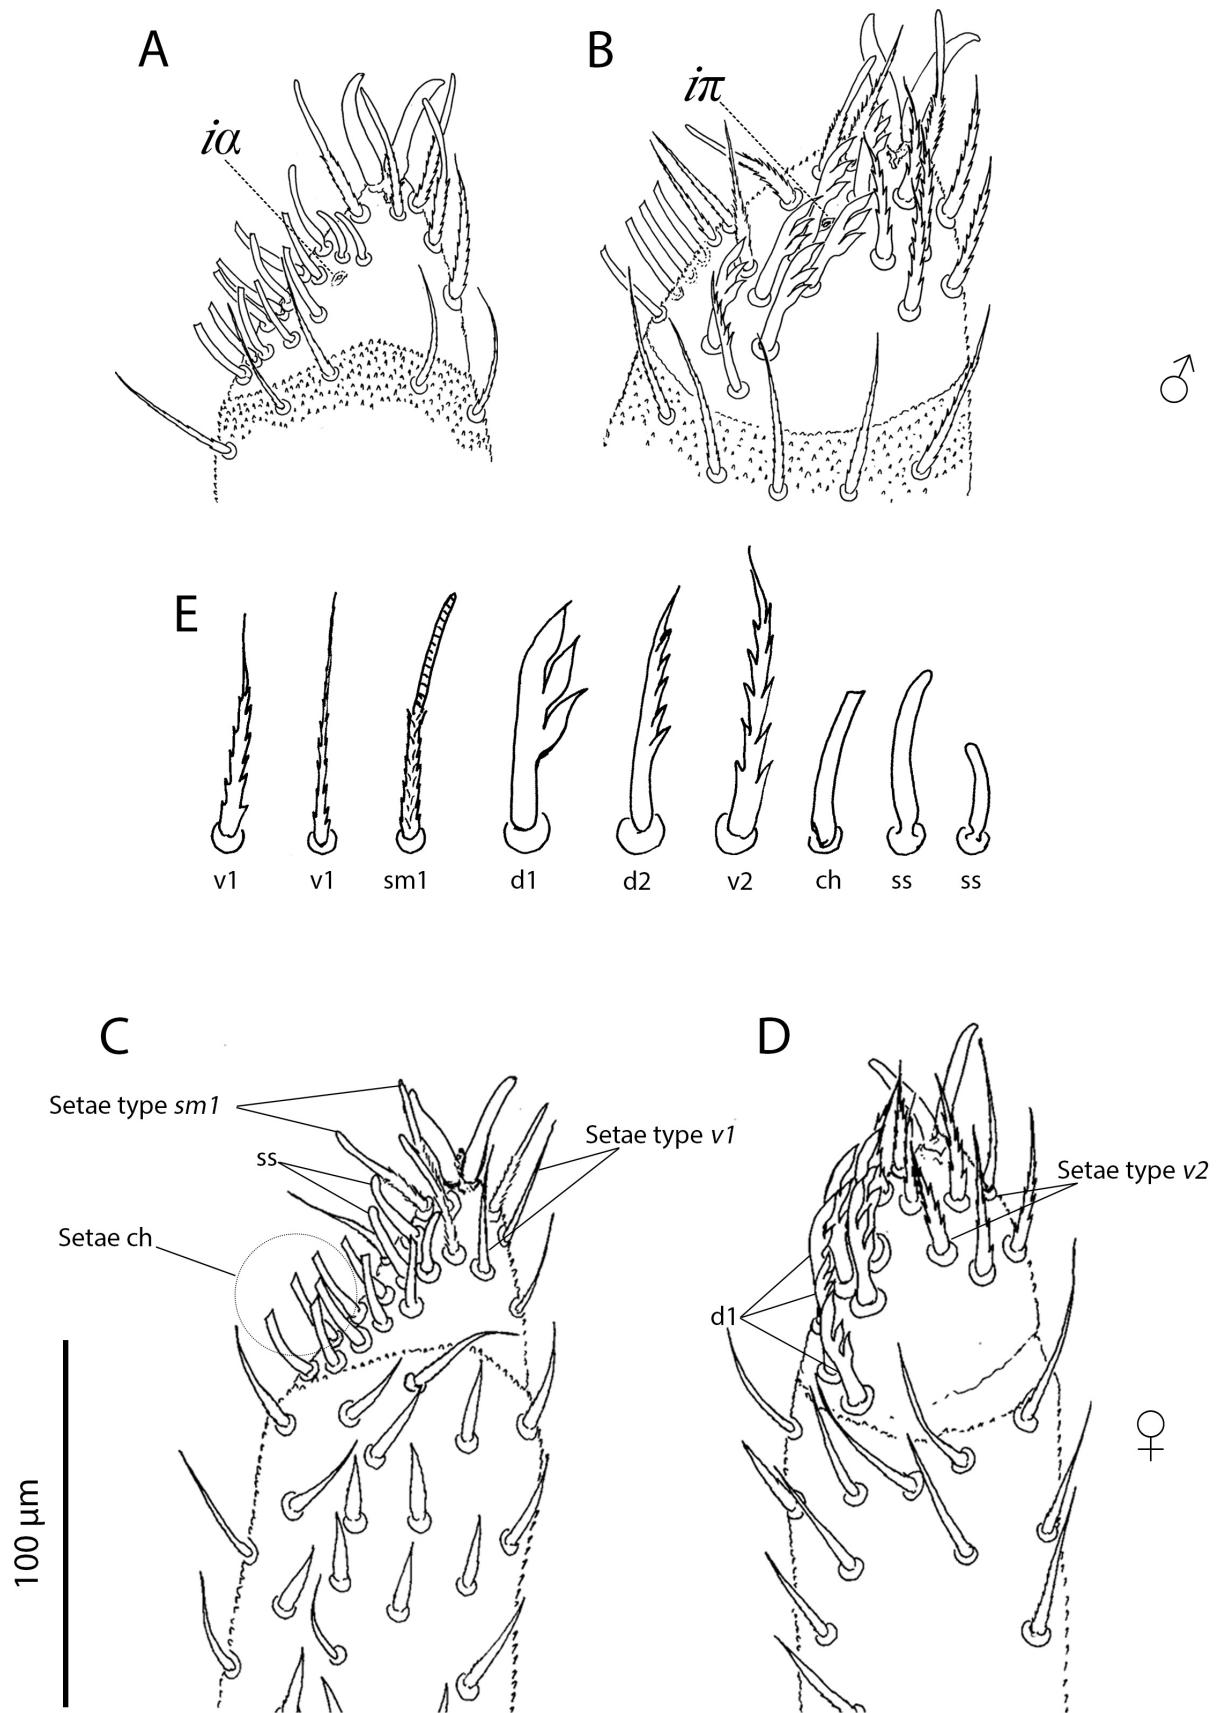 A
B
iα
iπ
♂
E
v1 v1 sm1 d1 d2 v2 ch ss ss
C
D
Setae type sm1
Setae type v1
ss
Setae type v2
Setae ch
d1
♀
100 µm